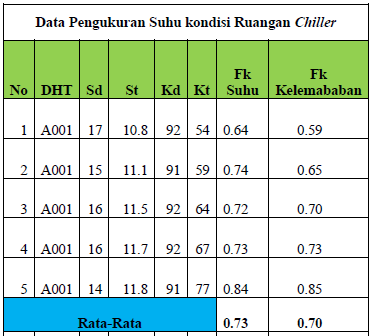 Data Pengukuran Suhu kondisi Ruangan Chiller
No DHT Sd St Kd Kt Fk Suhu Fk Kelemababan
1 A001 17 10.8 92 54 0.64 0.59
2 A001 15 11.1 91 59 0.74 0.65
3 A001 16 11.5 92 64 0.72 0.70
4 A001 16 11.7 92 67 0.73 0.73
5 A001 14 11.8 91 77 0.84 0.85
Rata-Rata 0.73 0.70